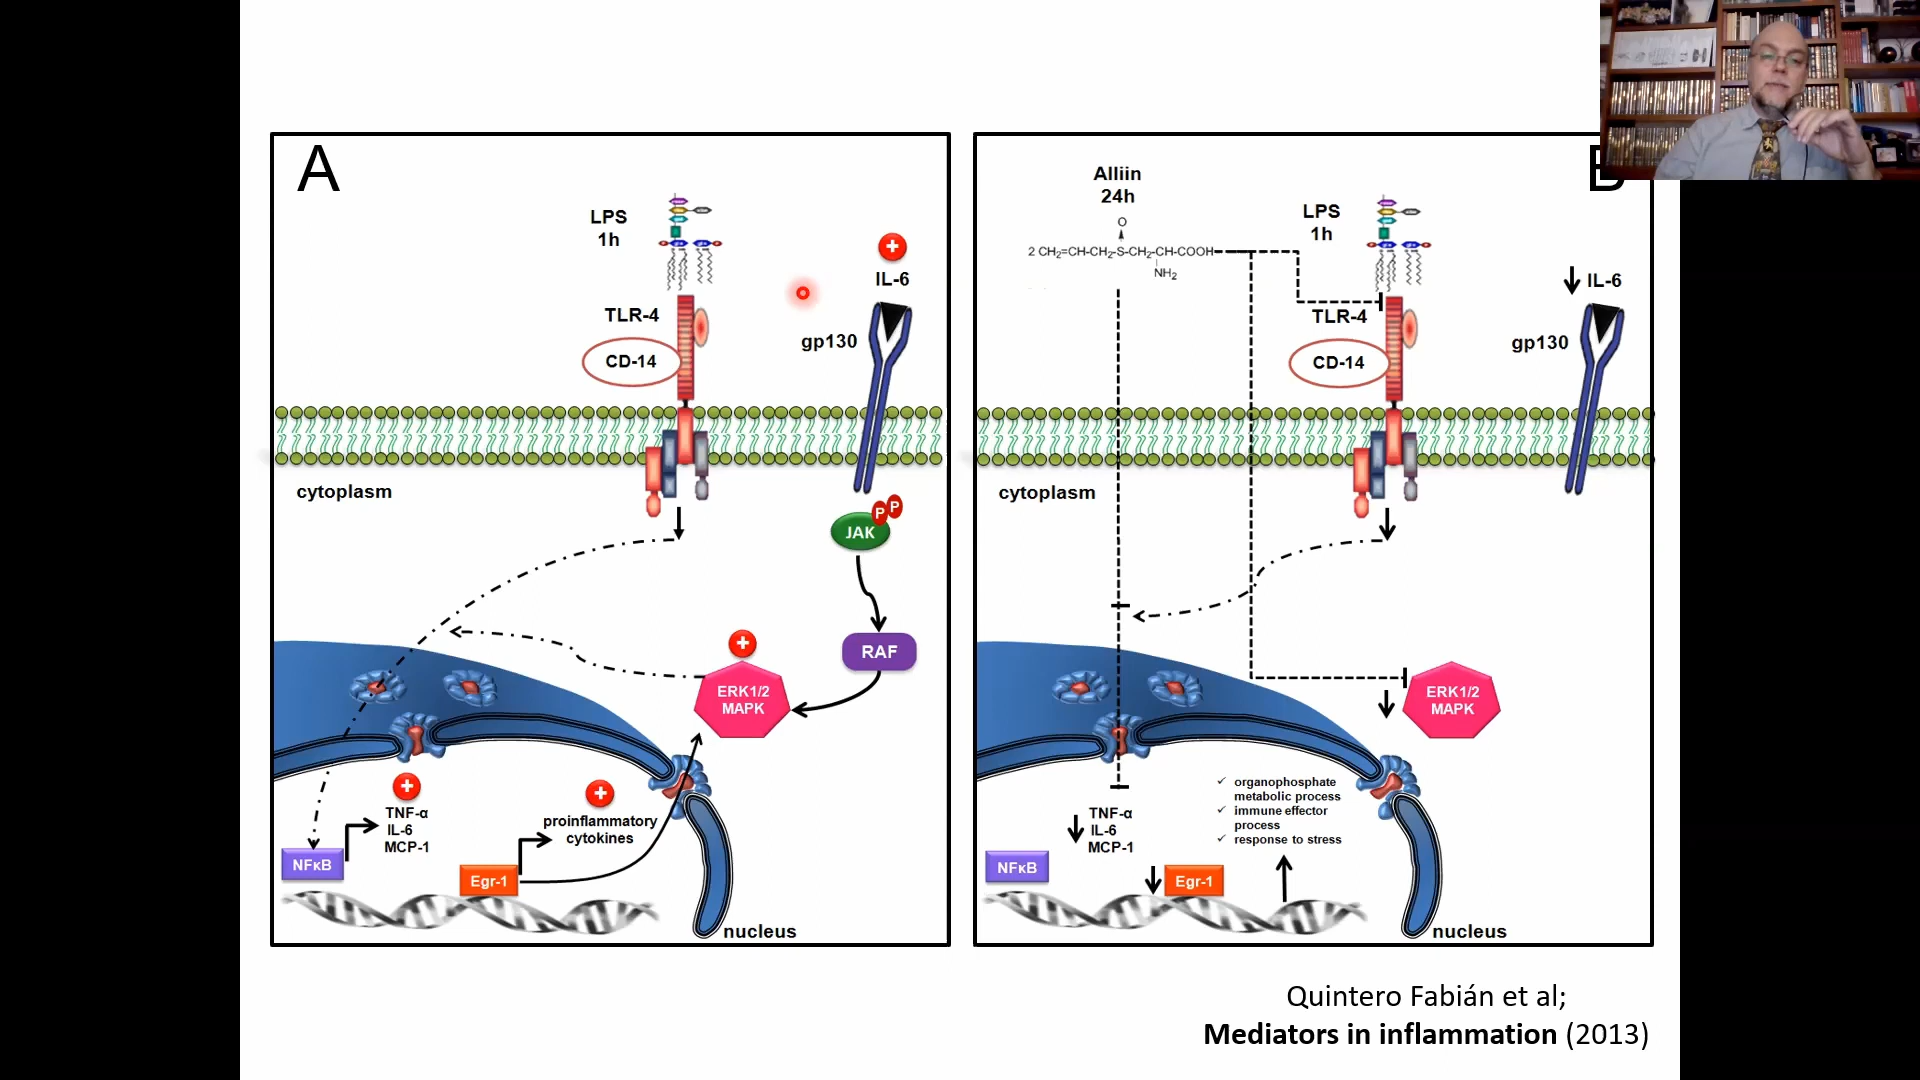 A
LPS
1h
IL-6
TLR-4
gp130
CD-14
cytoplasm
P
P
JAK
RAF
ERK1/2
MAPK
TNF-α
IL-6
MCP-1
proinflammatory
cytokines
NFκB
Egr-1
nucleus
Alliin
24h
O
2 CH₂=CH-CH₂-S-CH₂-CH-COOH
NH₂
LPS
1h
IL-6
TLR-4
gp130
CD-14
cytoplasm
ERK1/2
MAPK
✓ organophosphate
metabolic process
✓ immune effector
process
✓ response to stress
TNF-α
IL-6
MCP-1
NFκB
Egr-1
nucleus
Quintero Fabián et al;
Mediators in inflammation (2013)